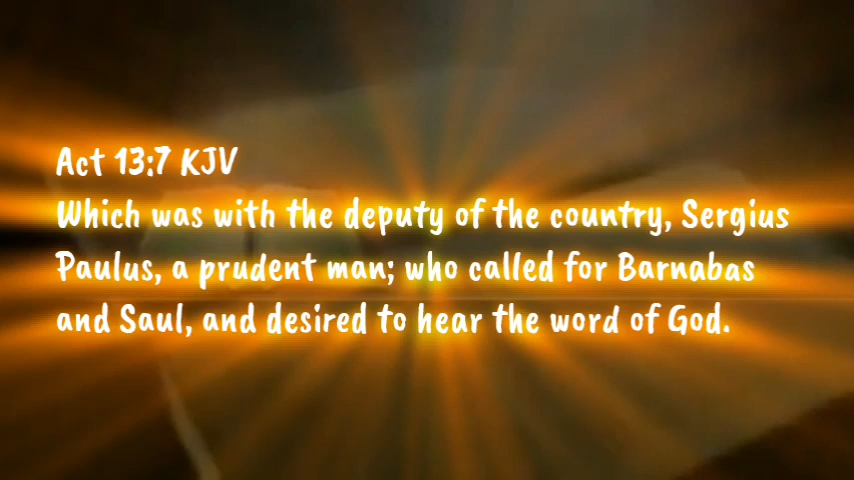 Act 13:7 KJV
Which was with the deputy of the country, Sergius
Paulus, a prudent man; who called for Barnabas
and Saul, and desired to hear the word of God.